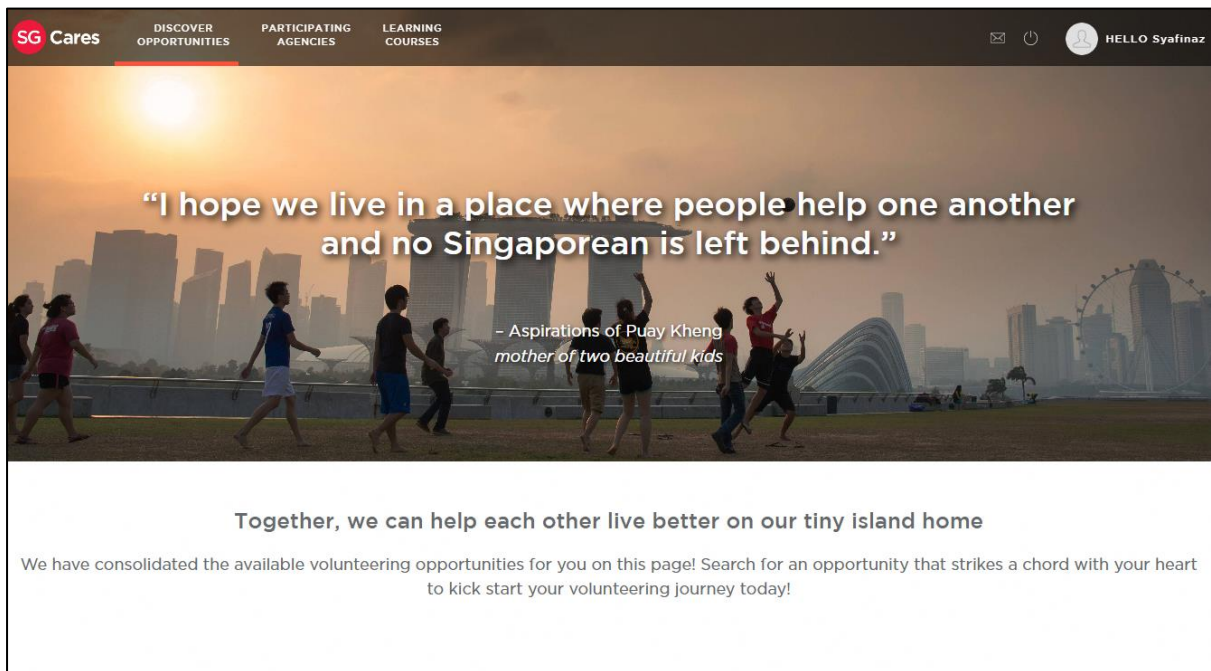 SG Cares
DISCOVER
OPPORTUNITIES
PARTICIPATING
AGENCIES
LEARNING
COURSES
HELLO Syafinaz
“I hope we live in a place where people help one another
and no Singaporean is left behind.”
– Aspirations of Puay Kheng
mother of two beautiful kids
Together, we can help each other live better on our tiny island home
We have consolidated the available volunteering opportunities for you on this page! Search for an opportunity that strikes a chord with your heart
to kick start your volunteering journey today!